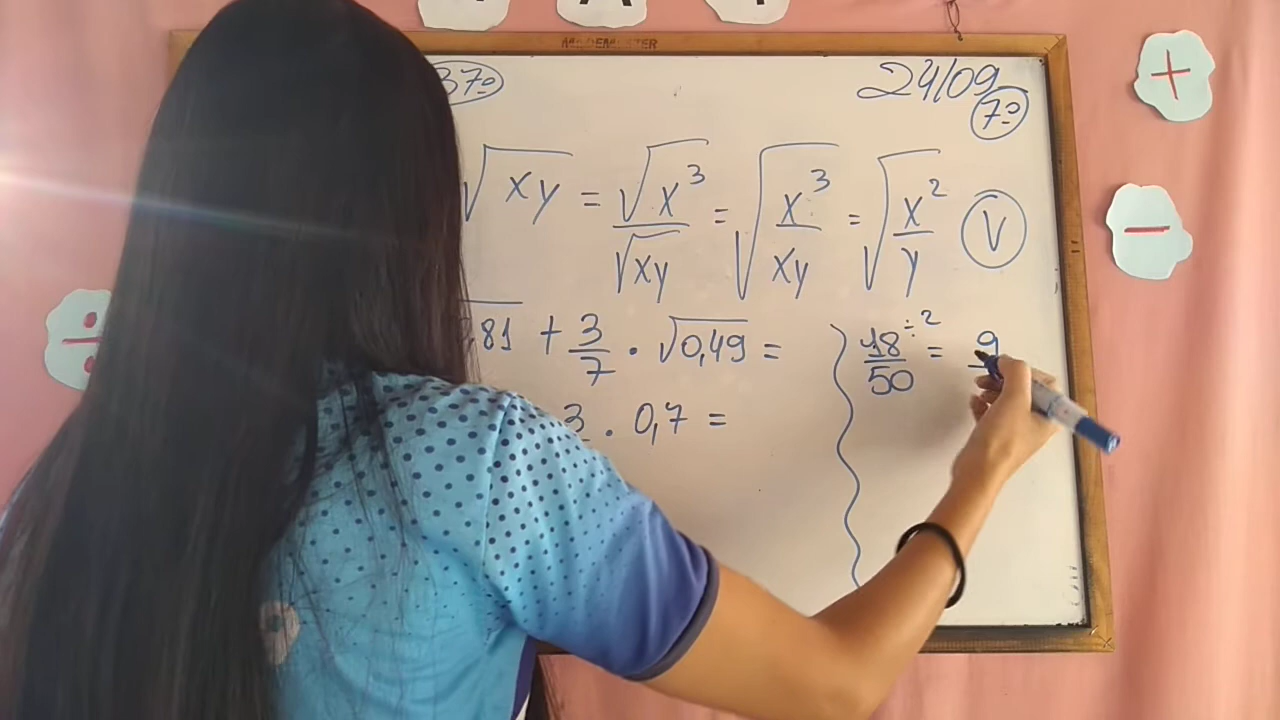 37º
24/09
7º
√xy = √x³/√xy = √(x³/xy) = √(x²/y) V
,81 + 3/7 · √0,49 =
3 · 0,7 =
18/50 ÷2 = 9
+
−
÷